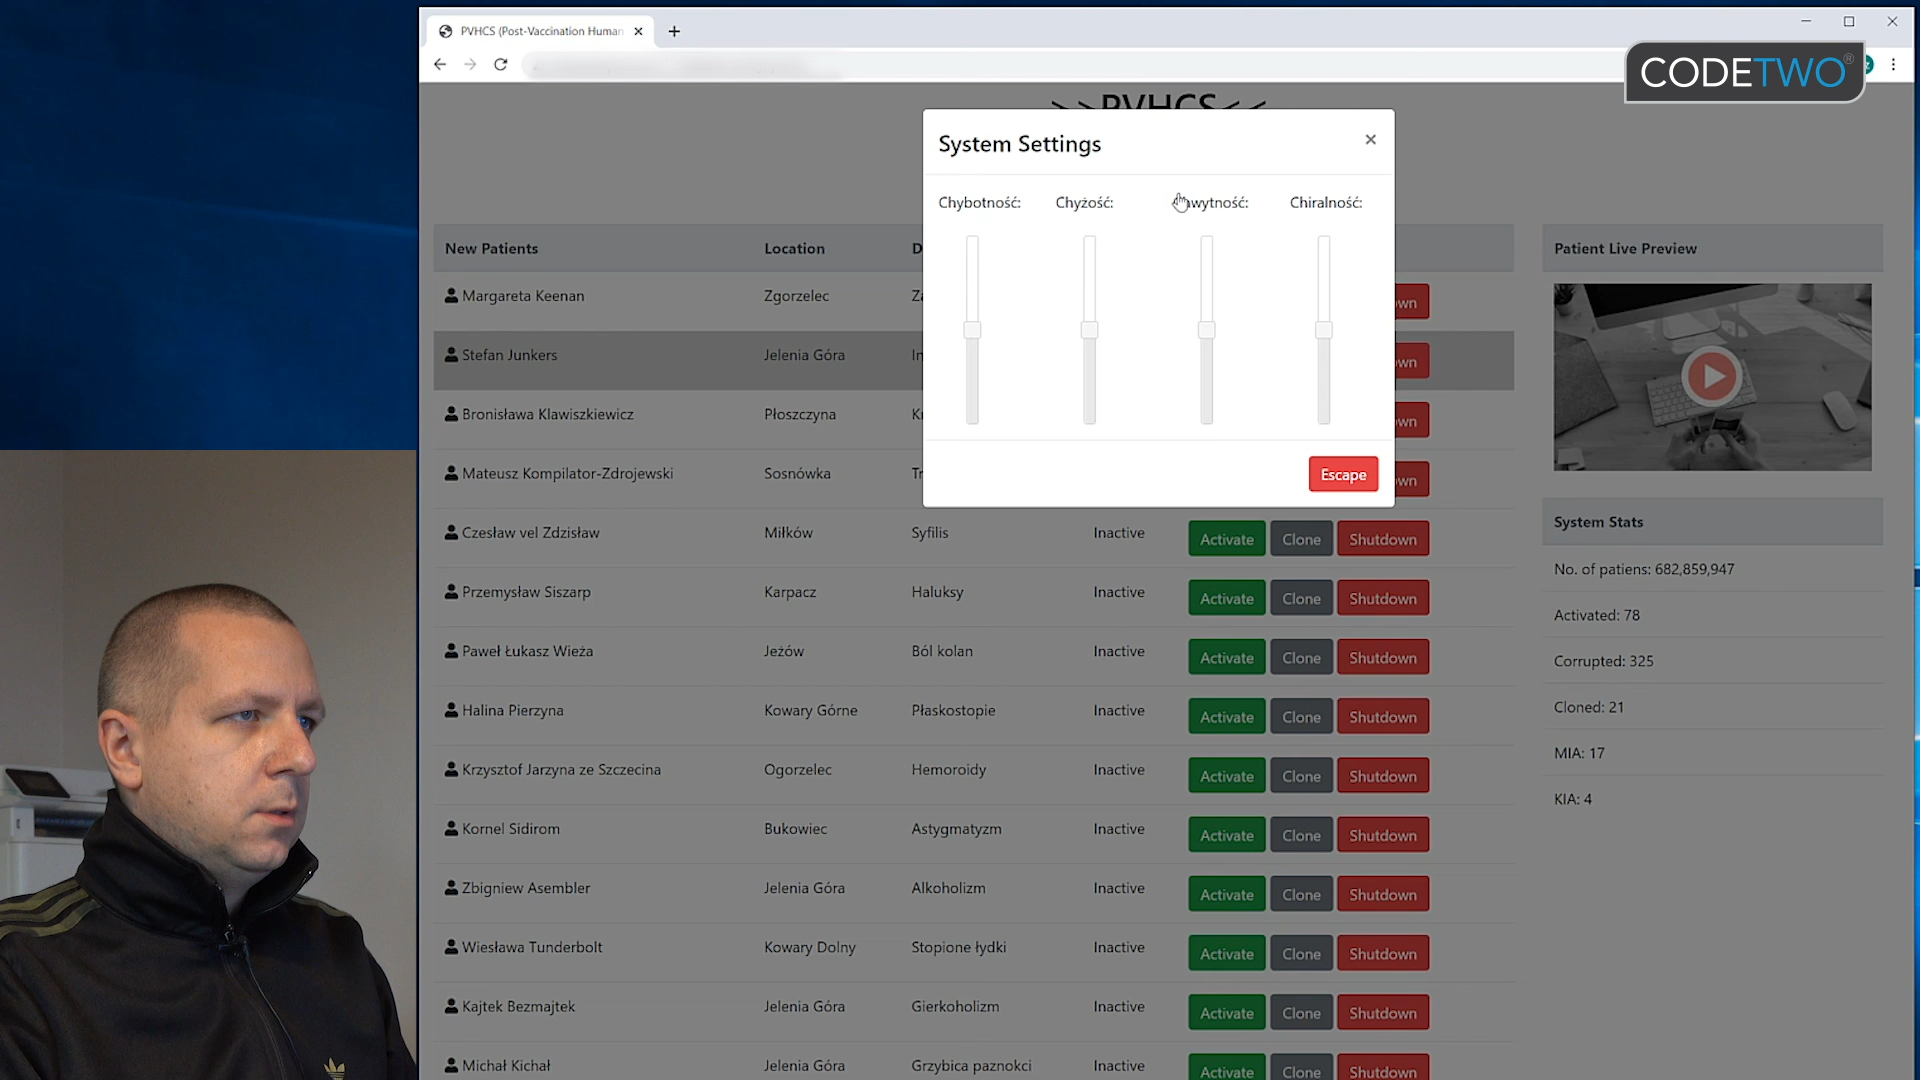 PVHCS (Post-Vaccination Human
CODETWO®
>>PVHCS<<
System Settings
Chybotność: Chyżość: Chiralność:
Escape
New Patients Location
Margareta Keenan Zgorzelec
Stefan Junkers Jelenia Góra
Bronisława Klawiszkiewicz Płoszczyna
Mateusz Kompilator-Zdrojewski Sosnówka
Czesław vel Zdzisław Miłków Syfilis Inactive Activate Clone Shutdown
Przemysław Siszarp Karpacz Haluksy Inactive Activate Clone Shutdown
Paweł Łukasz Wieża Jeżów Ból kolan Inactive Activate Clone Shutdown
Halina Pierzyna Kowary Górne Płaskostopie Inactive Activate Clone Shutdown
Krzysztof Jarzyna ze Szczecina Ogorzelec Hemoroidy Inactive Activate Clone Shutdown
Kornel Sidirom Bukowiec Astygmatyzm Inactive Activate Clone Shutdown
Zbigniew Asembler Jelenia Góra Alkoholizm Inactive Activate Clone Shutdown
Wiesława Tunderbolt Kowary Dolny Stopione łydki Inactive Activate Clone Shutdown
Kajtek Bezmajtek Jelenia Góra Gierkoholizm Inactive Activate Clone Shutdown
Michał Kichał Jelenia Góra Grzybica paznokci Inactive Activate Clone Shutdown
Patient Live Preview
System Stats
No. of patiens: 682,859,947
Activated: 78
Corrupted: 325
Cloned: 21
MIA: 17
KIA: 4